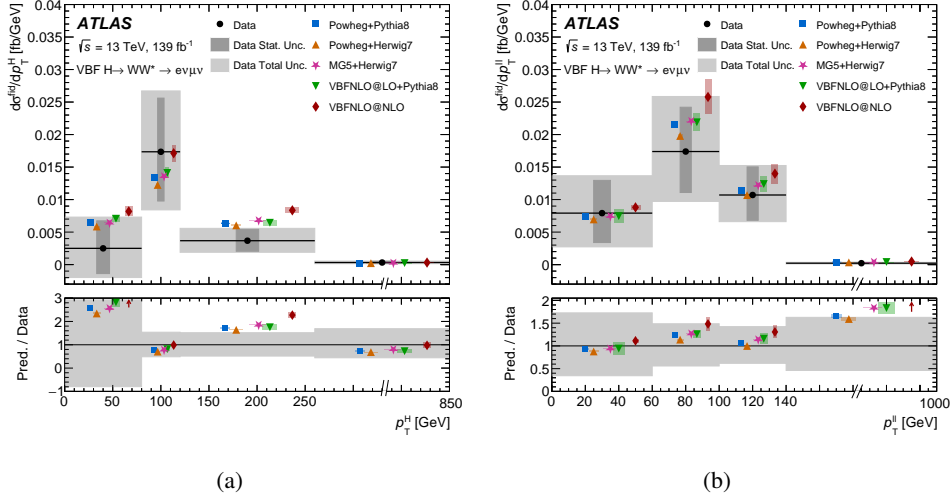 ATLAS
√s = 13 TeV, 139 fb⁻¹
VBF H→ WW* → eνμν
Data
Data Stat. Unc.
Data Total Unc.
Powheg+Pythia8
Powheg+Herwig7
MG5+Herwig7
VBFNLO@LO+Pythia8
VBFNLO@NLO
dσ^fid/dp_T^H [fb/GeV]
0.04
0.035
0.03
0.025
0.02
0.015
0.01
0.005
0
Pred. / Data
3
2
1
0
−1
0 50 100 150 200 250 850
p_T^H [GeV]
(a)
ATLAS
√s = 13 TeV, 139 fb⁻¹
VBF H→ WW* → eνμν
Data
Data Stat. Unc.
Data Total Unc.
Powheg+Pythia8
Powheg+Herwig7
MG5+Herwig7
VBFNLO@LO+Pythia8
VBFNLO@NLO
dσ^fid/dp_T^ll [fb/GeV]
0.04
0.035
0.03
0.025
0.02
0.015
0.01
0.005
0
Pred. / Data
2
1.5
1
0.5
0
0 20 40 60 80 100 120 140 1000
p_T^ll [GeV]
(b)